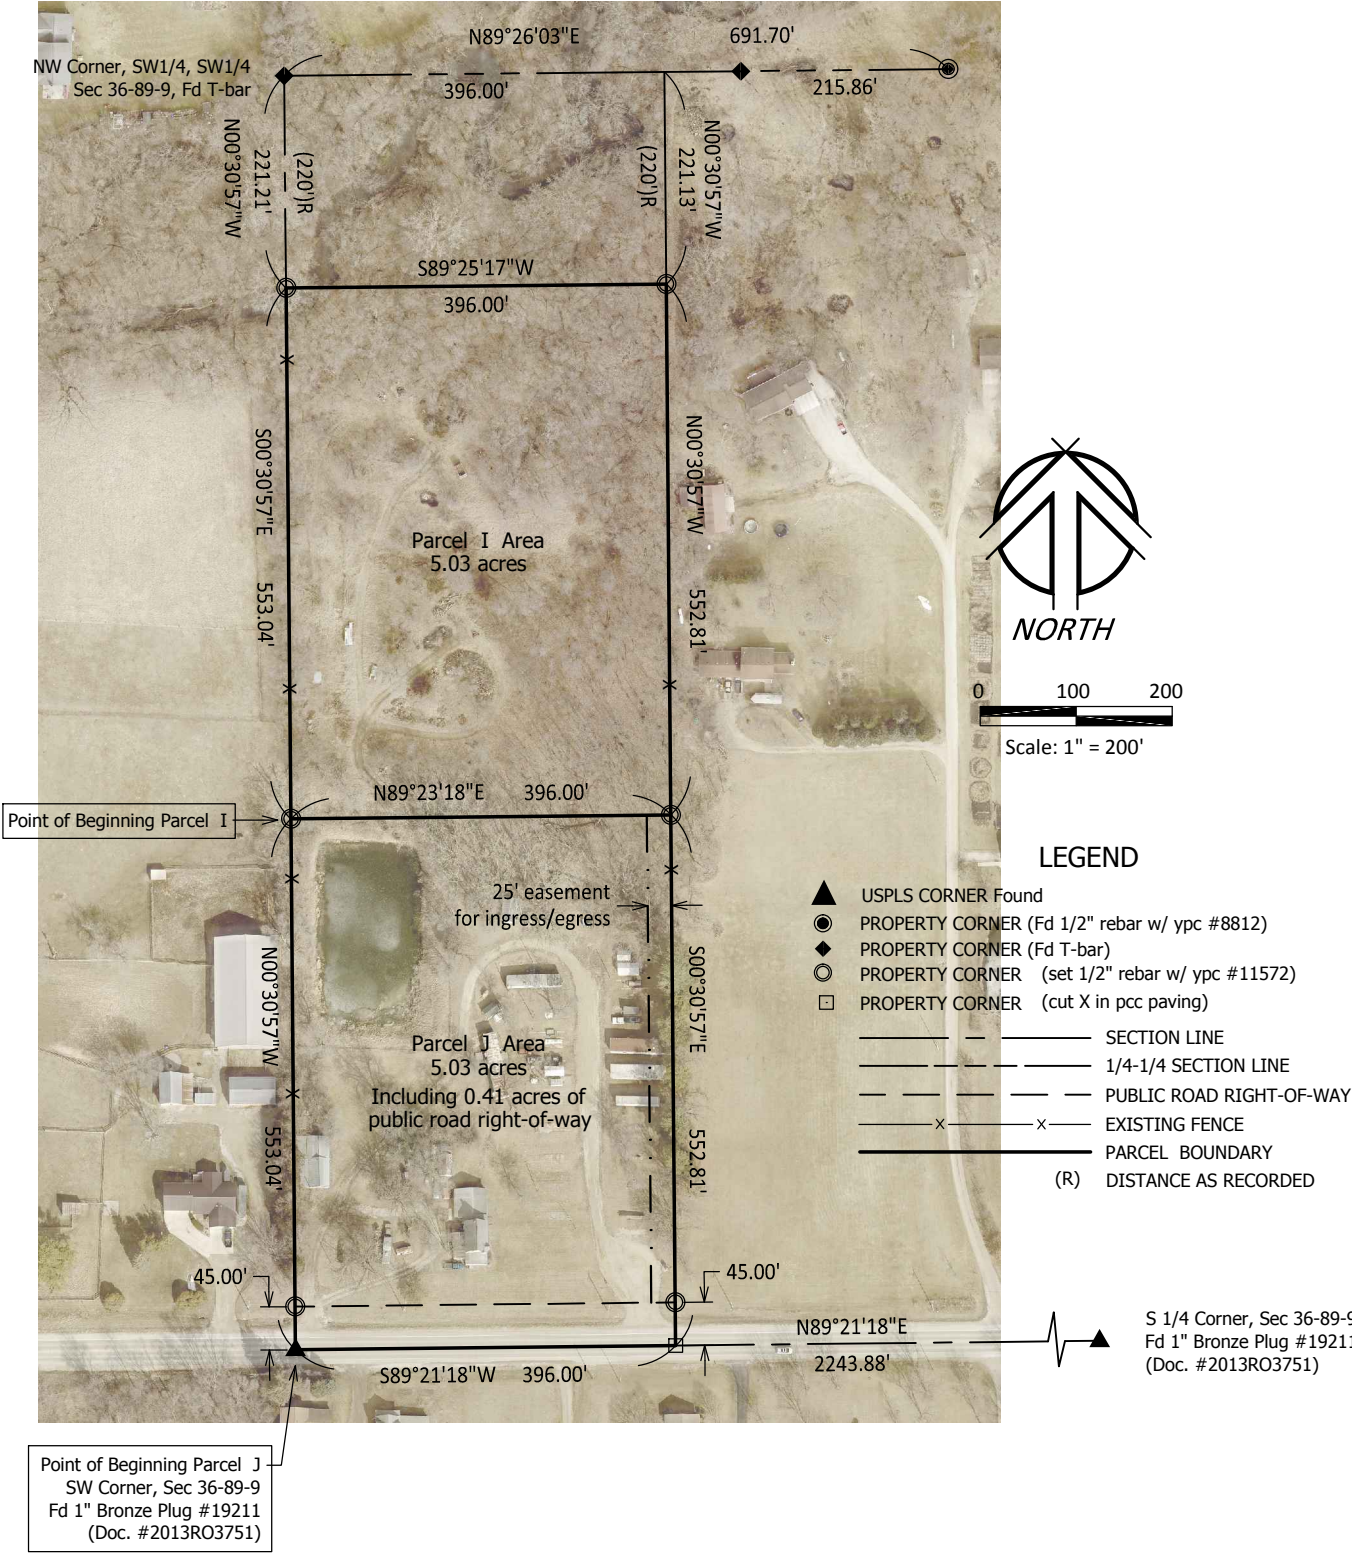 N89°26'03"E
691.70'
NW Corner, SW1/4, SW1/4
Sec 36-89-9, Fd T-bar
396.00'
215.86'
N00°30'57"W
221.21'
(220')R
(220')R
221.13'
N00°30'57"W
S89°25'17"W
396.00'
S00°30'57"E
553.04'
N00°30'57"W
552.81'
Parcel I Area
5.03 acres
NORTH
0 100 200
Scale: 1" = 200'
N89°23'18"E 396.00'
Point of Beginning Parcel I
25' easement
for ingress/egress
LEGEND
USPLS CORNER Found
PROPERTY CORNER (Fd 1/2" rebar w/ ypc #8812)
PROPERTY CORNER (Fd T-bar)
PROPERTY CORNER (set 1/2" rebar w/ ypc #11572)
PROPERTY CORNER (cut X in pcc paving)
SECTION LINE
1/4-1/4 SECTION LINE
PUBLIC ROAD RIGHT-OF-WAY
EXISTING FENCE
PARCEL BOUNDARY
(R) DISTANCE AS RECORDED
N00°30'57"W
553.04'
S00°30'57"E
552.81'
Parcel J Area
5.03 acres
Including 0.41 acres of
public road right-of-way
45.00'
45.00'
N89°21'18"E
2243.88'
S89°21'18"W 396.00'
S 1/4 Corner, Sec 36-89-9
Fd 1" Bronze Plug #19211
(Doc. #2013RO3751)
Point of Beginning Parcel J
SW Corner, Sec 36-89-9
Fd 1" Bronze Plug #19211
(Doc. #2013RO3751)